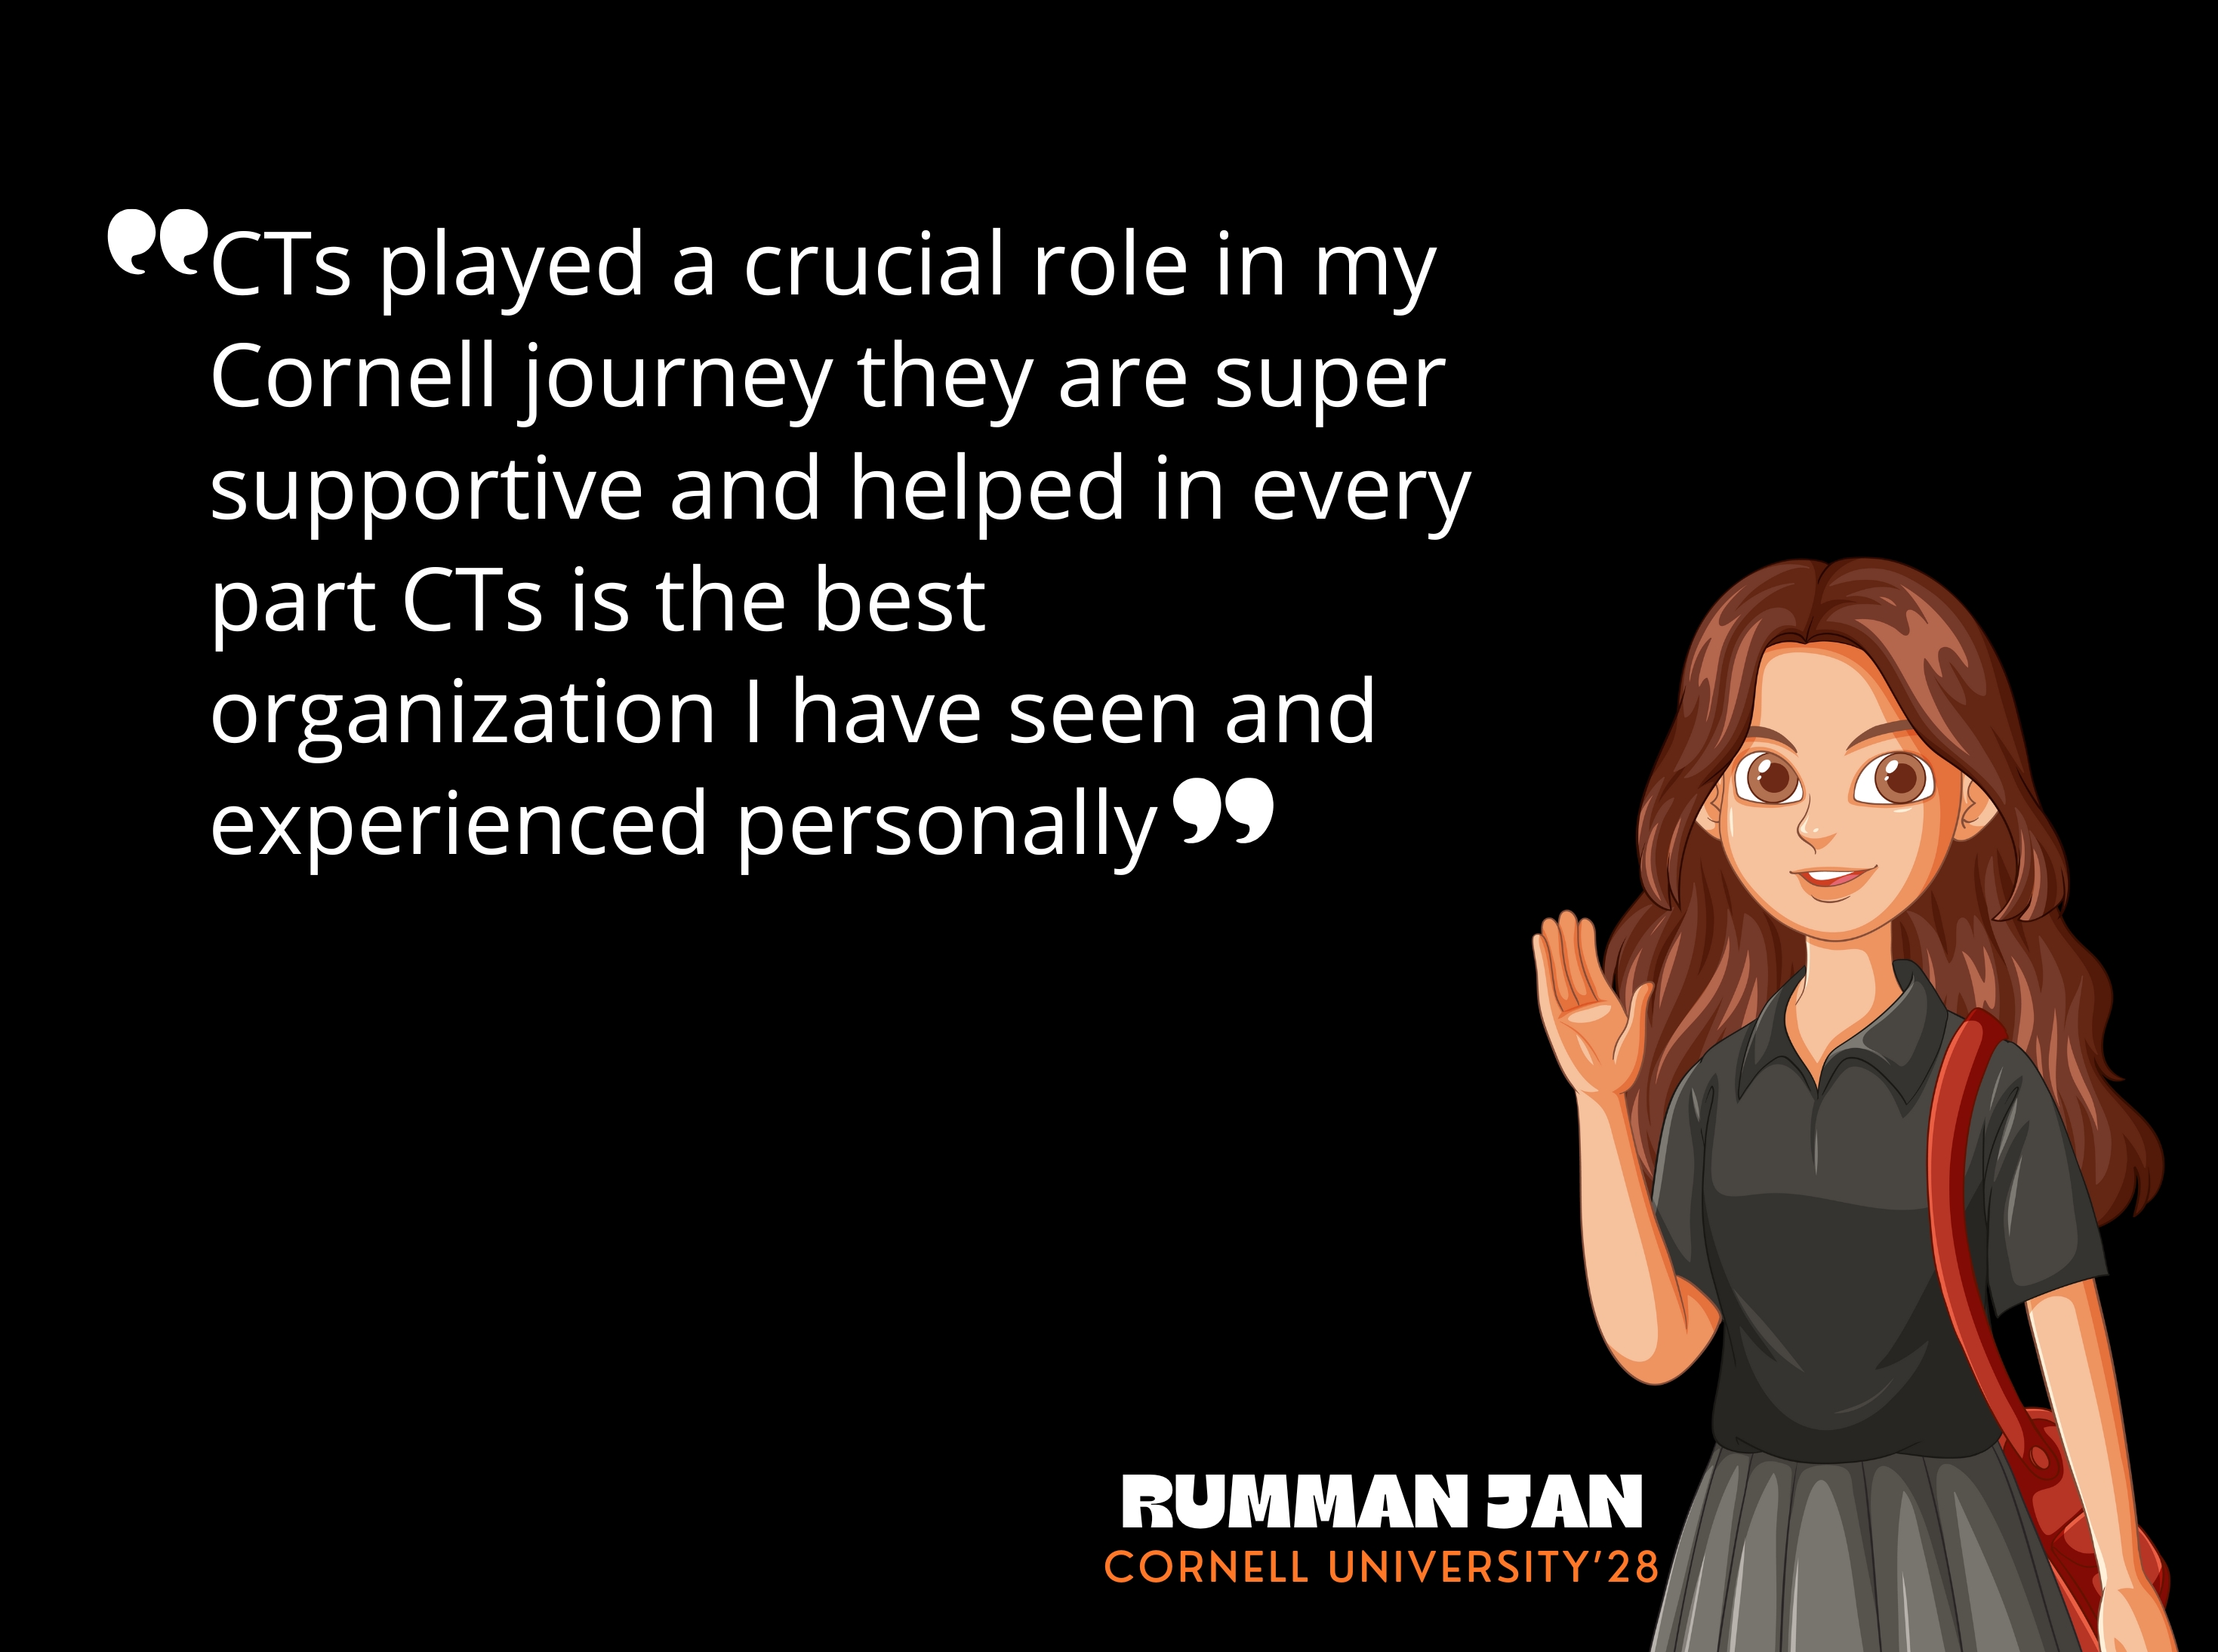 ❟❟CTs played a crucial role in my
Cornell journey they are super
supportive and helped in every
part CTs is the best
organization I have seen and
experienced personally❜❜
RUMMAN JAN
CORNELL UNIVERSITY'28